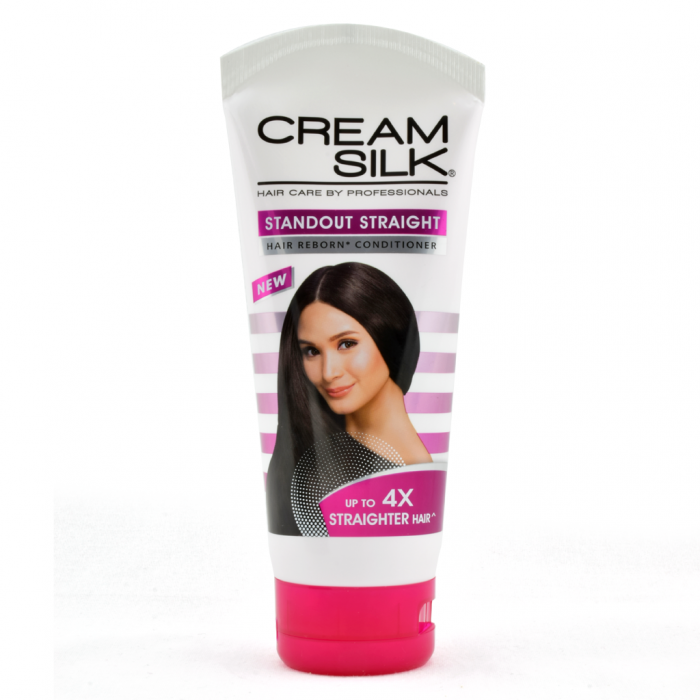 CREAM
SILK®
HAIR CARE BY PROFESSIONALS
STANDOUT STRAIGHT
HAIR REBORN* CONDITIONER
NEW
UP TO 4X
STRAIGHTER HAIR^